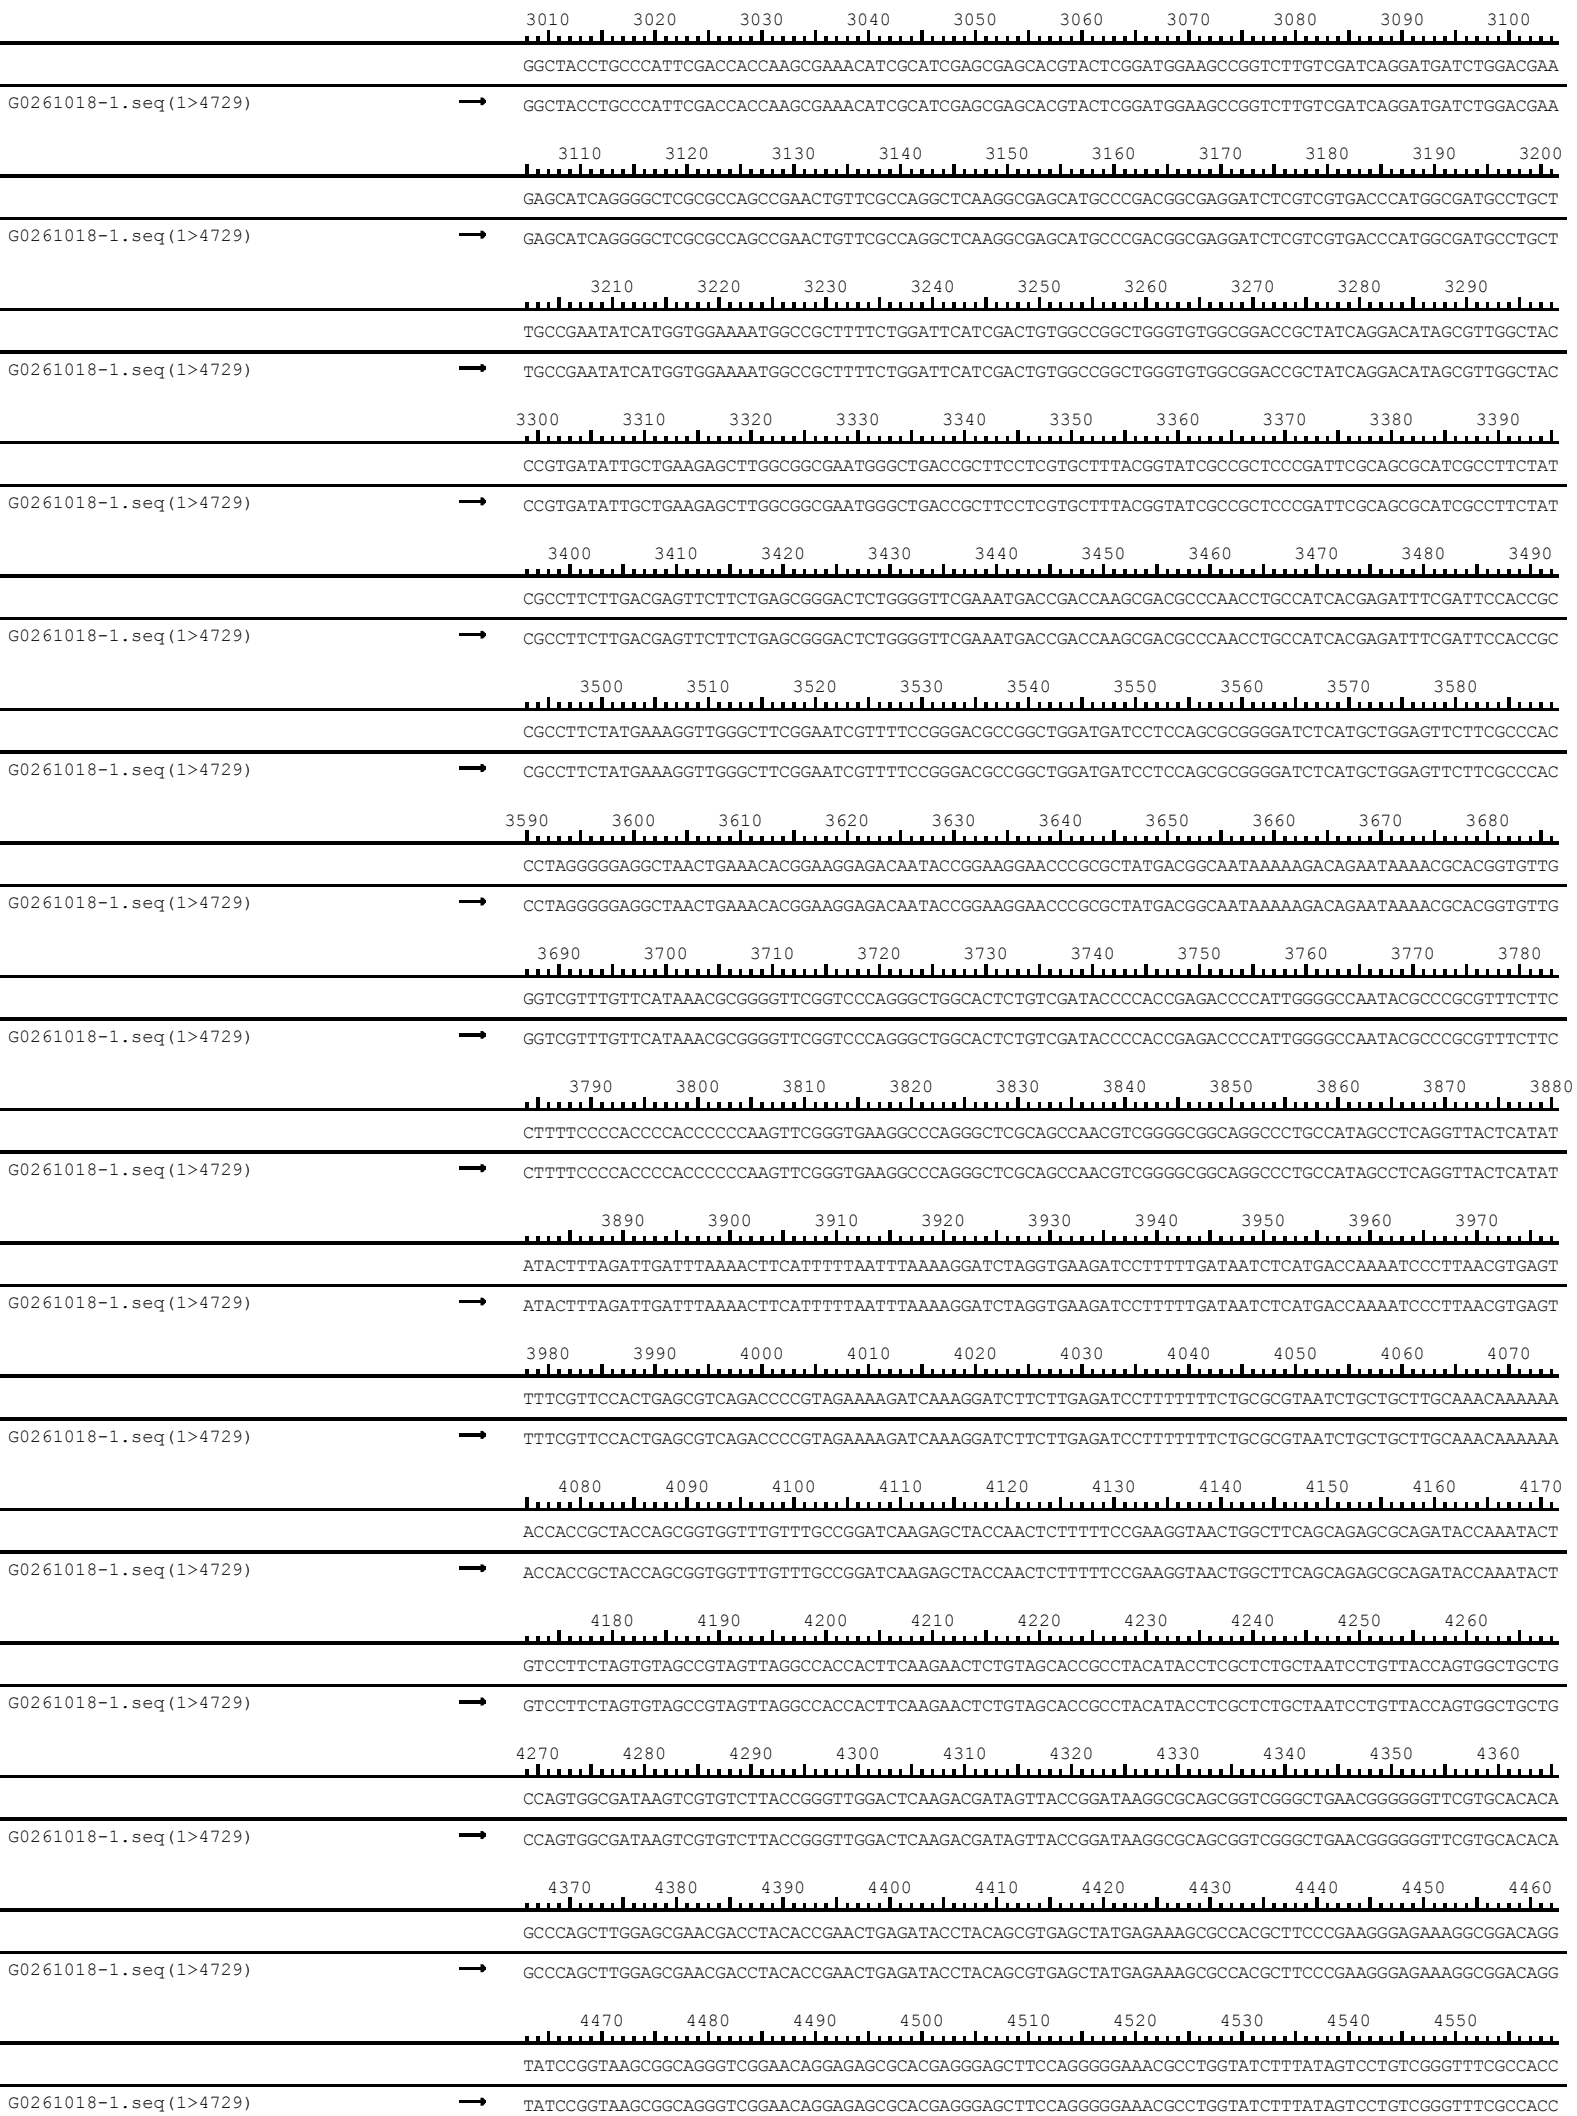 3010 3020 3030 3040 3050 3060 3070 3080 3090 3100
GGCTACCTGCCCATTCGACCACCAAGCGAAACATCGCATCGAGCGAGCACGTACTCGGATGGAAGCCGGTCTTGTCGATCAGGATGATCTGGACGAA
G0261018-1.seq(1>4729) → GGCTACCTGCCCATTCGACCACCAAGCGAAACATCGCATCGAGCGAGCACGTACTCGGATGGAAGCCGGTCTTGTCGATCAGGATGATCTGGACGAA
3110 3120 3130 3140 3150 3160 3170 3180 3190 3200
GAGCATCAGGGGCTCGCGCCAGCCGAACTGTTCGCCAGGCTCAAGGCGAGCATGCCCGACGGCGAGGATCTCGTCGTGACCCATGGCGATGCCTGCT
G0261018-1.seq(1>4729) → GAGCATCAGGGGCTCGCGCCAGCCGAACTGTTCGCCAGGCTCAAGGCGAGCATGCCCGACGGCGAGGATCTCGTCGTGACCCATGGCGATGCCTGCT
3210 3220 3230 3240 3250 3260 3270 3280 3290
TGCCGAATATCATGGTGGAAAATGGCCGCTTTTCTGGATTCATCGACTGTGGCCGGCTGGGTGTGGCGGACCGCTATCAGGACATAGCGTTGGCTAC
G0261018-1.seq(1>4729) → TGCCGAATATCATGGTGGAAAATGGCCGCTTTTCTGGATTCATCGACTGTGGCCGGCTGGGTGTGGCGGACCGCTATCAGGACATAGCGTTGGCTAC
3300 3310 3320 3330 3340 3350 3360 3370 3380 3390
CCGTGATATTGCTGAAGAGCTTGGCGGCGAATGGGCTGACCGCTTCCTCGTGCTTTACGGTATCGCCGCTCCCGATTCGCAGCGCATCGCCTTCTAT
G0261018-1.seq(1>4729) → CCGTGATATTGCTGAAGAGCTTGGCGGCGAATGGGCTGACCGCTTCCTCGTGCTTTACGGTATCGCCGCTCCCGATTCGCAGCGCATCGCCTTCTAT
3400 3410 3420 3430 3440 3450 3460 3470 3480 3490
CGCCTTCTTGACGAGTTCTTCTGAGCGGGACTCTGGGGTTCGAAATGACCGACCAAGCGACGCCCAACCTGCCATCACGAGATTTCGATTCCACCGC
G0261018-1.seq(1>4729) → CGCCTTCTTGACGAGTTCTTCTGAGCGGGACTCTGGGGTTCGAAATGACCGACCAAGCGACGCCCAACCTGCCATCACGAGATTTCGATTCCACCGC
3500 3510 3520 3530 3540 3550 3560 3570 3580
CGCCTTCTATGAAAGGTTGGGCTTCGGAATCGTTTTCCGGGACGCCGGCTGGATGATCCTCCAGCGCGGGGATCTCATGCTGGAGTTCTTCGCCCAC
G0261018-1.seq(1>4729) → CGCCTTCTATGAAAGGTTGGGCTTCGGAATCGTTTTCCGGGACGCCGGCTGGATGATCCTCCAGCGCGGGGATCTCATGCTGGAGTTCTTCGCCCAC
3590 3600 3610 3620 3630 3640 3650 3660 3670 3680
CCTAGGGGGAGGCTAACTGAAACACGGAAGGAGACAATACCGGAAGGAACCCGCGCTATGACGGCAATAAAAAGACAGAATAAAACGCACGGTGTTG
G0261018-1.seq(1>4729) → CCTAGGGGGAGGCTAACTGAAACACGGAAGGAGACAATACCGGAAGGAACCCGCGCTATGACGGCAATAAAAAGACAGAATAAAACGCACGGTGTTG
3690 3700 3710 3720 3730 3740 3750 3760 3770 3780
GGTCGTTTGTTCATAAACGCGGGGTTCGGTCCCAGGGCTGGCACTCTGTCGATACCCCACCGAGACCCCATTGGGGCCAATACGCCCGCGTTTCTTC
G0261018-1.seq(1>4729) → GGTCGTTTGTTCATAAACGCGGGGTTCGGTCCCAGGGCTGGCACTCTGTCGATACCCCACCGAGACCCCATTGGGGCCAATACGCCCGCGTTTCTTC
3790 3800 3810 3820 3830 3840 3850 3860 3870 3880
CTTTTCCCCACCCCACCCCCCAAGTTCGGGTGAAGGCCCAGGGCTCGCAGCCAACGTCGGGGCGGCAGGCCCTGCCATAGCCTCAGGTTACTCATAT
G0261018-1.seq(1>4729) → CTTTTCCCCACCCCACCCCCCAAGTTCGGGTGAAGGCCCAGGGCTCGCAGCCAACGTCGGGGCGGCAGGCCCTGCCATAGCCTCAGGTTACTCATAT
3890 3900 3910 3920 3930 3940 3950 3960 3970
ATACTTTAGATTGATTTAAAACTTCATTTTTAATTTAAAAGGATCTAGGTGAAGATCCTTTTTGATAATCTCATGACCAAAATCCCTTAACGTGAGT
G0261018-1.seq(1>4729) → ATACTTTAGATTGATTTAAAACTTCATTTTTAATTTAAAAGGATCTAGGTGAAGATCCTTTTTGATAATCTCATGACCAAAATCCCTTAACGTGAGT
3980 3990 4000 4010 4020 4030 4040 4050 4060 4070
TTTCGTTCCACTGAGCGTCAGACCCCGTAGAAAAGATCAAAGGATCTTCTTGAGATCCTTTTTTTCTGCGCGTAATCTGCTGCTTGCAAACAAAAAA
G0261018-1.seq(1>4729) → TTTCGTTCCACTGAGCGTCAGACCCCGTAGAAAAGATCAAAGGATCTTCTTGAGATCCTTTTTTTCTGCGCGTAATCTGCTGCTTGCAAACAAAAAA
4080 4090 4100 4110 4120 4130 4140 4150 4160 4170
ACCACCGCTACCAGCGGTGGTTTGTTTGCCGGATCAAGAGCTACCAACTCTTTTTCCGAAGGTAACTGGCTTCAGCAGAGCGCAGATACCAAATACT
G0261018-1.seq(1>4729) → ACCACCGCTACCAGCGGTGGTTTGTTTGCCGGATCAAGAGCTACCAACTCTTTTTCCGAAGGTAACTGGCTTCAGCAGAGCGCAGATACCAAATACT
4180 4190 4200 4210 4220 4230 4240 4250 4260
GTCCTTCTAGTGTAGCCGTAGTTAGGCCACCACTTCAAGAACTCTGTAGCACCGCCTACATACCTCGCTCTGCTAATCCTGTTACCAGTGGCTGCTG
G0261018-1.seq(1>4729) → GTCCTTCTAGTGTAGCCGTAGTTAGGCCACCACTTCAAGAACTCTGTAGCACCGCCTACATACCTCGCTCTGCTAATCCTGTTACCAGTGGCTGCTG
4270 4280 4290 4300 4310 4320 4330 4340 4350 4360
CCAGTGGCGATAAGTCGTGTCTTACCGGGTTGGACTCAAGACGATAGTTACCGGATAAGGCGCAGCGGTCGGGCTGAACGGGGGGTTCGTGCACACA
G0261018-1.seq(1>4729) → CCAGTGGCGATAAGTCGTGTCTTACCGGGTTGGACTCAAGACGATAGTTACCGGATAAGGCGCAGCGGTCGGGCTGAACGGGGGGTTCGTGCACACA
4370 4380 4390 4400 4410 4420 4430 4440 4450 4460
GCCCAGCTTGGAGCGAACGACCTACACCGAACTGAGATACCTACAGCGTGAGCTATGAGAAAGCGCCACGCTTCCCGAAGGGAGAAAGGCGGACAGG
G0261018-1.seq(1>4729) → GCCCAGCTTGGAGCGAACGACCTACACCGAACTGAGATACCTACAGCGTGAGCTATGAGAAAGCGCCACGCTTCCCGAAGGGAGAAAGGCGGACAGG
4470 4480 4490 4500 4510 4520 4530 4540 4550
TATCCGGTAAGCGGCAGGGTCGGAACAGGAGAGCGCACGAGGGAGCTTCCAGGGGGAAACGCCTGGTATCTTTATAGTCCTGTCGGGTTTCGCCACC
G0261018-1.seq(1>4729) → TATCCGGTAAGCGGCAGGGTCGGAACAGGAGAGCGCACGAGGGAGCTTCCAGGGGGAAACGCCTGGTATCTTTATAGTCCTGTCGGGTTTCGCCACC